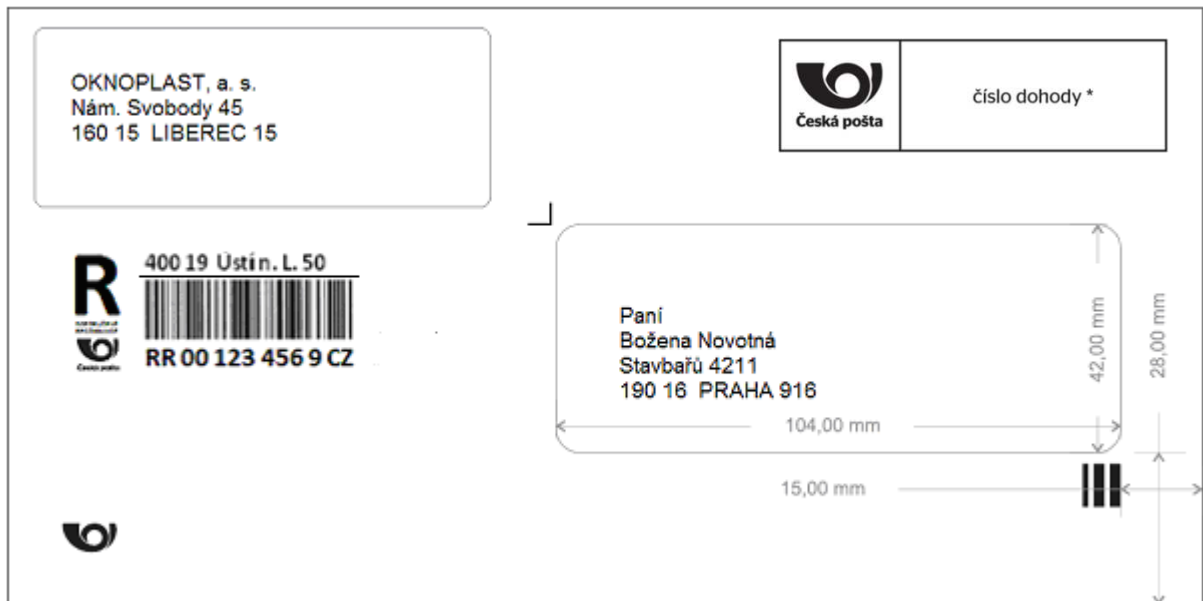 OKNOPLAST, a. s.
Nám. Svobody 45
160 15 LIBEREC 15
Česká pošta
číslo dohody *
R
400 19 Ústí n. L. 50
RR 00 123 456 9 CZ
Česká pošta
Paní
Božena Novotná
Stavbařů 4211
190 16 PRAHA 916
42,00 mm
28,00 mm
104,00 mm
15,00 mm